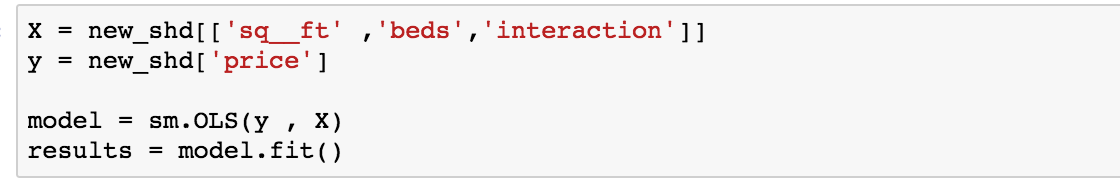 X = new_shd[['sq__ft' ,'beds','interaction']]
y = new_shd['price']
model = sm.OLS(y , X)
results = model.fit()